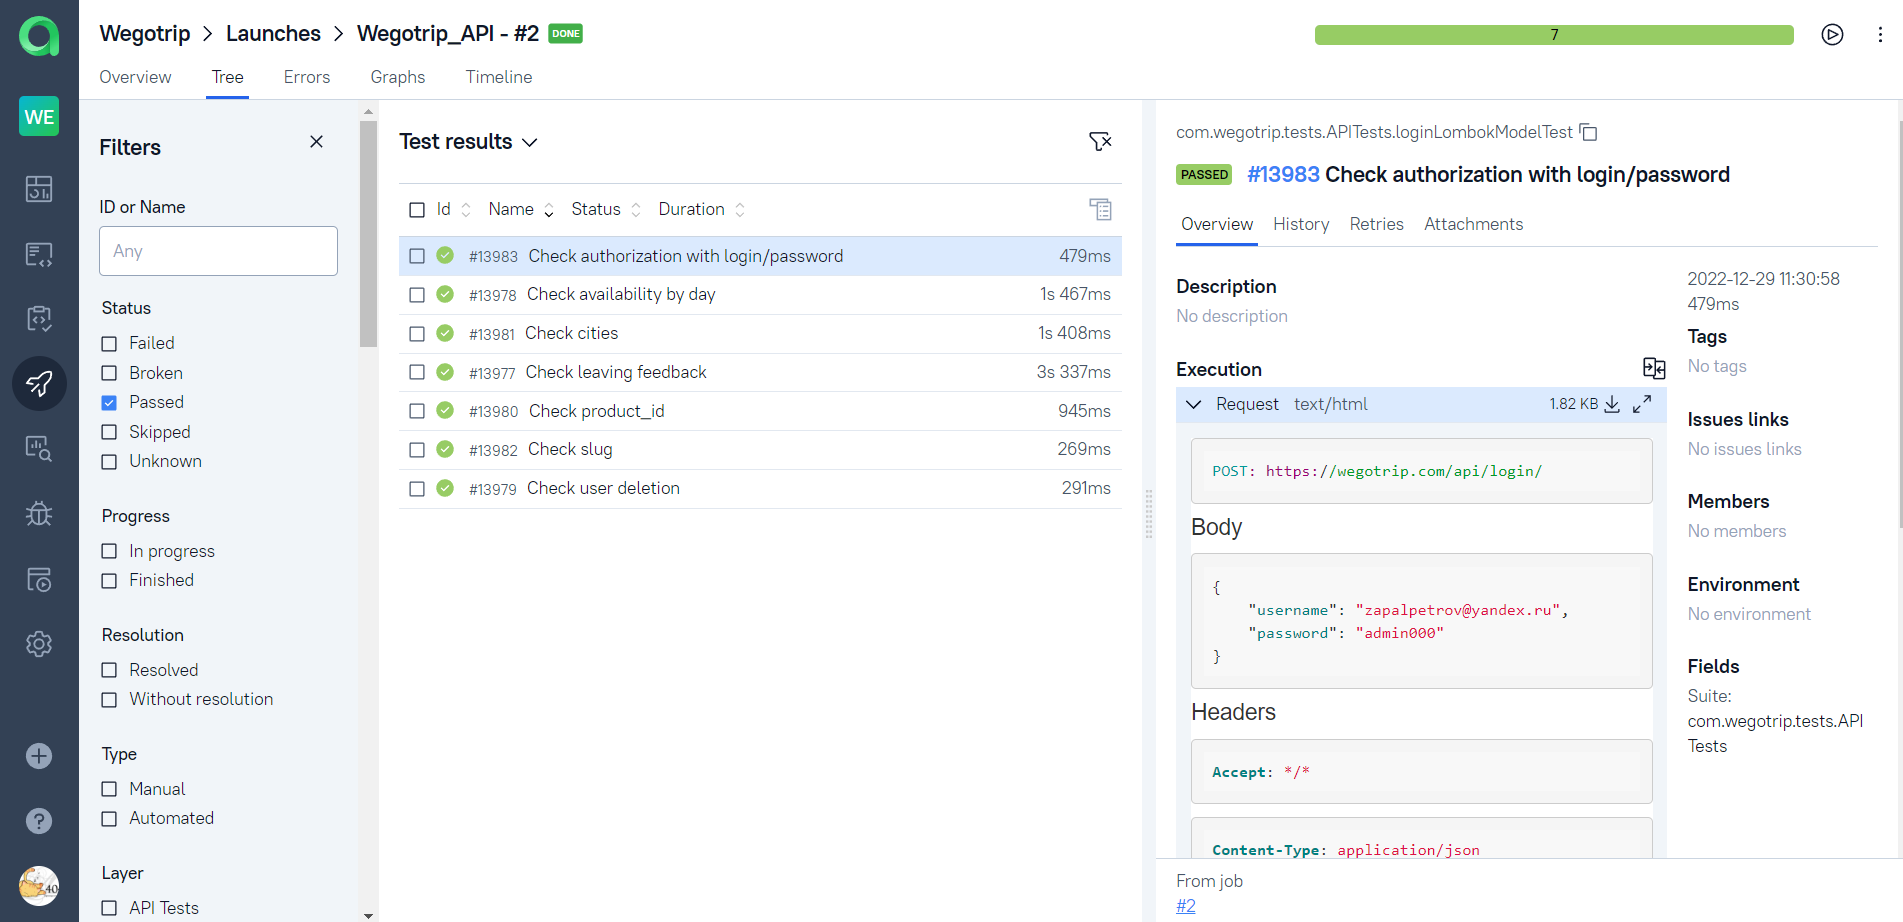 Wegotrip > Launches > Wegotrip_API - #2 DONE
7
Overview Tree Errors Graphs Timeline
WE
Filters
ID or Name
Any
Status
Failed
Broken
Passed
Skipped
Unknown
Progress
In progress
Finished
Resolution
Resolved
Without resolution
Type
Manual
Automated
Layer
API Tests
Test results
Id Name Status Duration
#13983 Check authorization with login/password 479ms
#13978 Check availability by day 1s 467ms
#13981 Check cities 1s 408ms
#13977 Check leaving feedback 3s 337ms
#13980 Check product_id 945ms
#13982 Check slug 269ms
#13979 Check user deletion 291ms
com.wegotrip.tests.APITests.loginLombokModelTest
PASSED #13983 Check authorization with login/password
Overview History Retries Attachments
Description
No description
Execution
Request text/html 1.82 KB
POST: https://wegotrip.com/api/login/
Body
{
"username": "zapalpetrov@yandex.ru",
"password": "admin000"
}
Headers
Accept: */*
Content-Type: application/json
From job
#2
2022-12-29 11:30:58
479ms
Tags
No tags
Issues links
No issues links
Members
No members
Environment
No environment
Fields
Suite:
com.wegotrip.tests.API
Tests
?
40